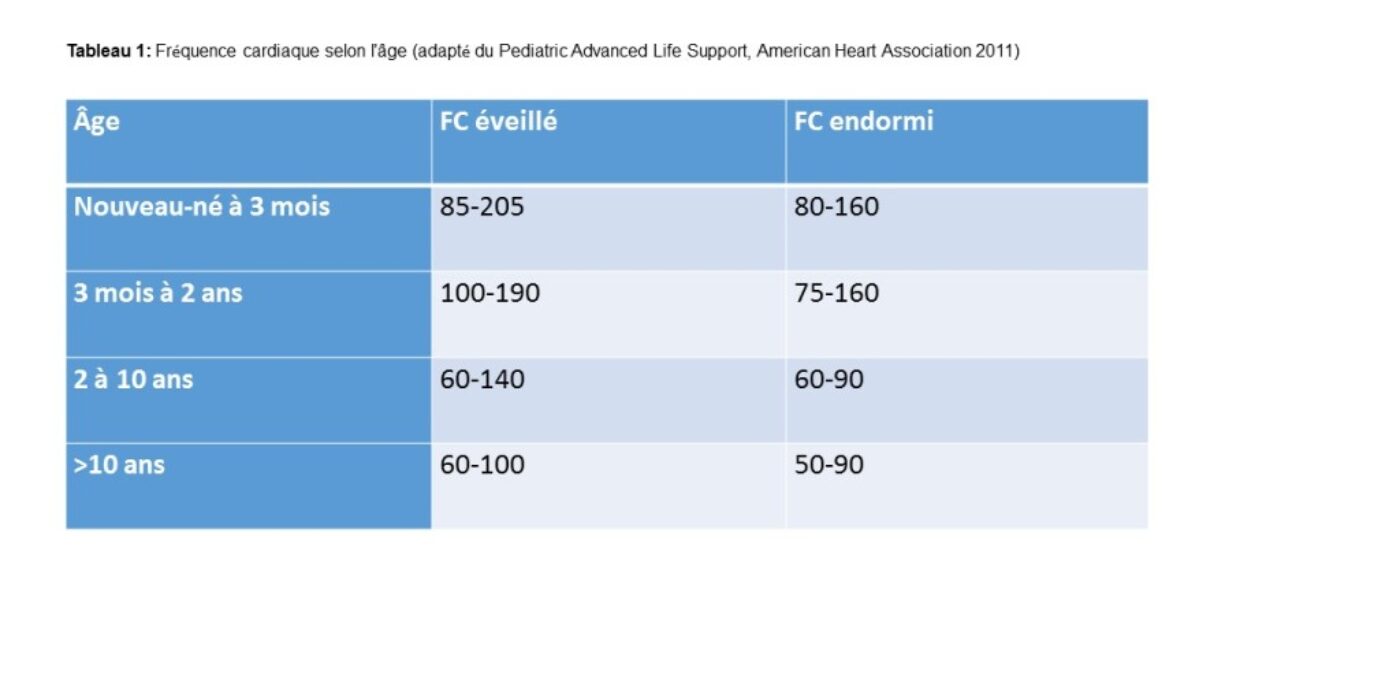 Tableau 1: Fréquence cardiaque selon l'âge (adapté du Pediatric Advanced Life Support, American Heart Association 2011)
Âge FC éveillé FC endormi
Nouveau-né à 3 mois 85-205 80-160
3 mois à 2 ans 100-190 75-160
2 à 10 ans 60-140 60-90
>10 ans 60-100 50-90